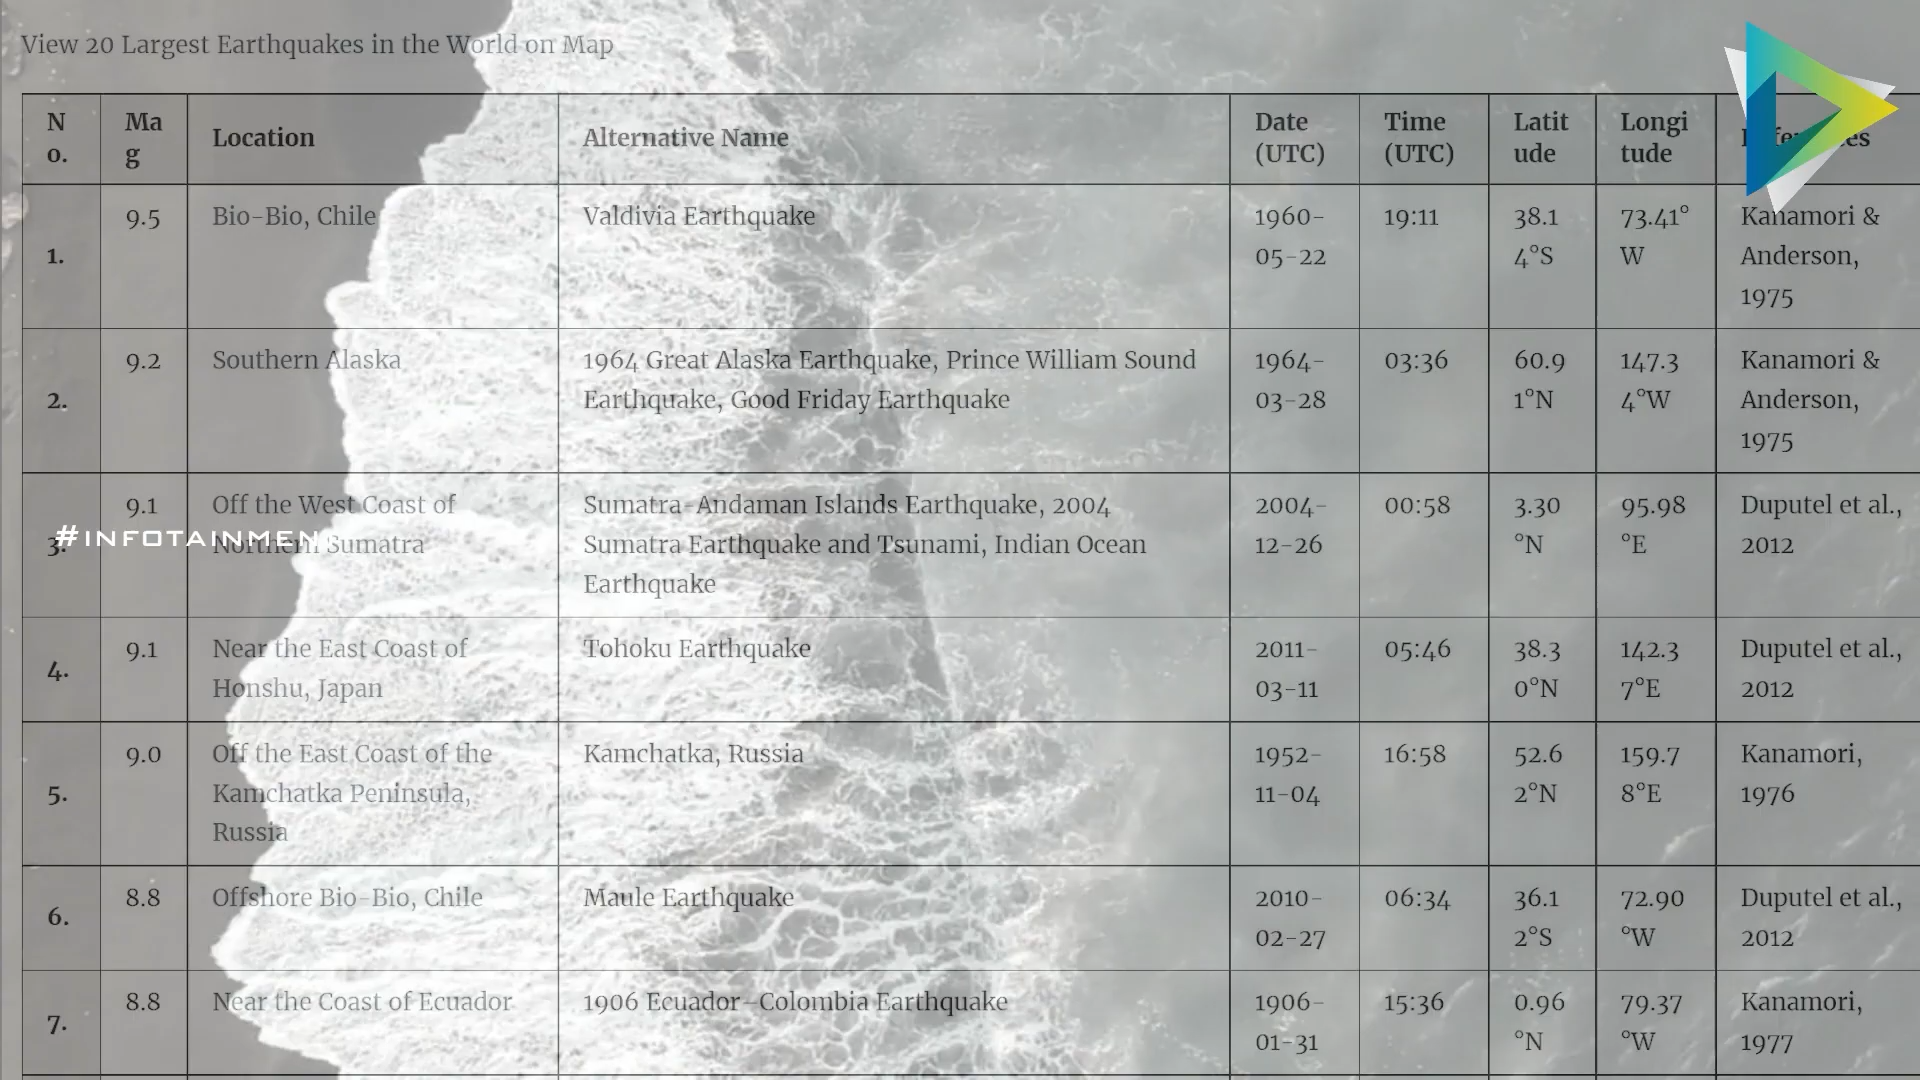 View 20 Largest Earthquakes in the World on Map
N
o.
Ma
g
Location
Alternative Name
Date
(UTC)
Time
(UTC)
Latit
ude
Longi
tude
1.
9.5
Bio-Bio, Chile
Valdivia Earthquake
1960-
05-22
19:11
38.1
4°S
73.41°
W
Kanamori &
Anderson,
1975
2.
9.2
Southern Alaska
1964 Great Alaska Earthquake, Prince William Sound
Earthquake, Good Friday Earthquake
1964-
03-28
03:36
60.9
1°N
147.3
4°W
Kanamori &
Anderson,
1975
3.
9.1
Off the West Coast of
Northern Sumatra
Sumatra-Andaman Islands Earthquake, 2004
Sumatra Earthquake and Tsunami, Indian Ocean
Earthquake
2004-
12-26
00:58
3.30
°N
95.98
°E
Duputel et al.,
2012
#INFOTAINMEN
4.
9.1
Near the East Coast of
Honshu, Japan
Tohoku Earthquake
2011-
03-11
05:46
38.3
0°N
142.3
7°E
Duputel et al.,
2012
5.
9.0
Off the East Coast of the
Kamchatka Peninsula,
Russia
Kamchatka, Russia
1952-
11-04
16:58
52.6
2°N
159.7
8°E
Kanamori,
1976
6.
8.8
Offshore Bio-Bio, Chile
Maule Earthquake
2010-
02-27
06:34
36.1
2°S
72.90
°W
Duputel et al.,
2012
7.
8.8
Near the Coast of Ecuador
1906 Ecuador–Colombia Earthquake
1906-
01-31
15:36
0.96
°N
79.37
°W
Kanamori,
1977